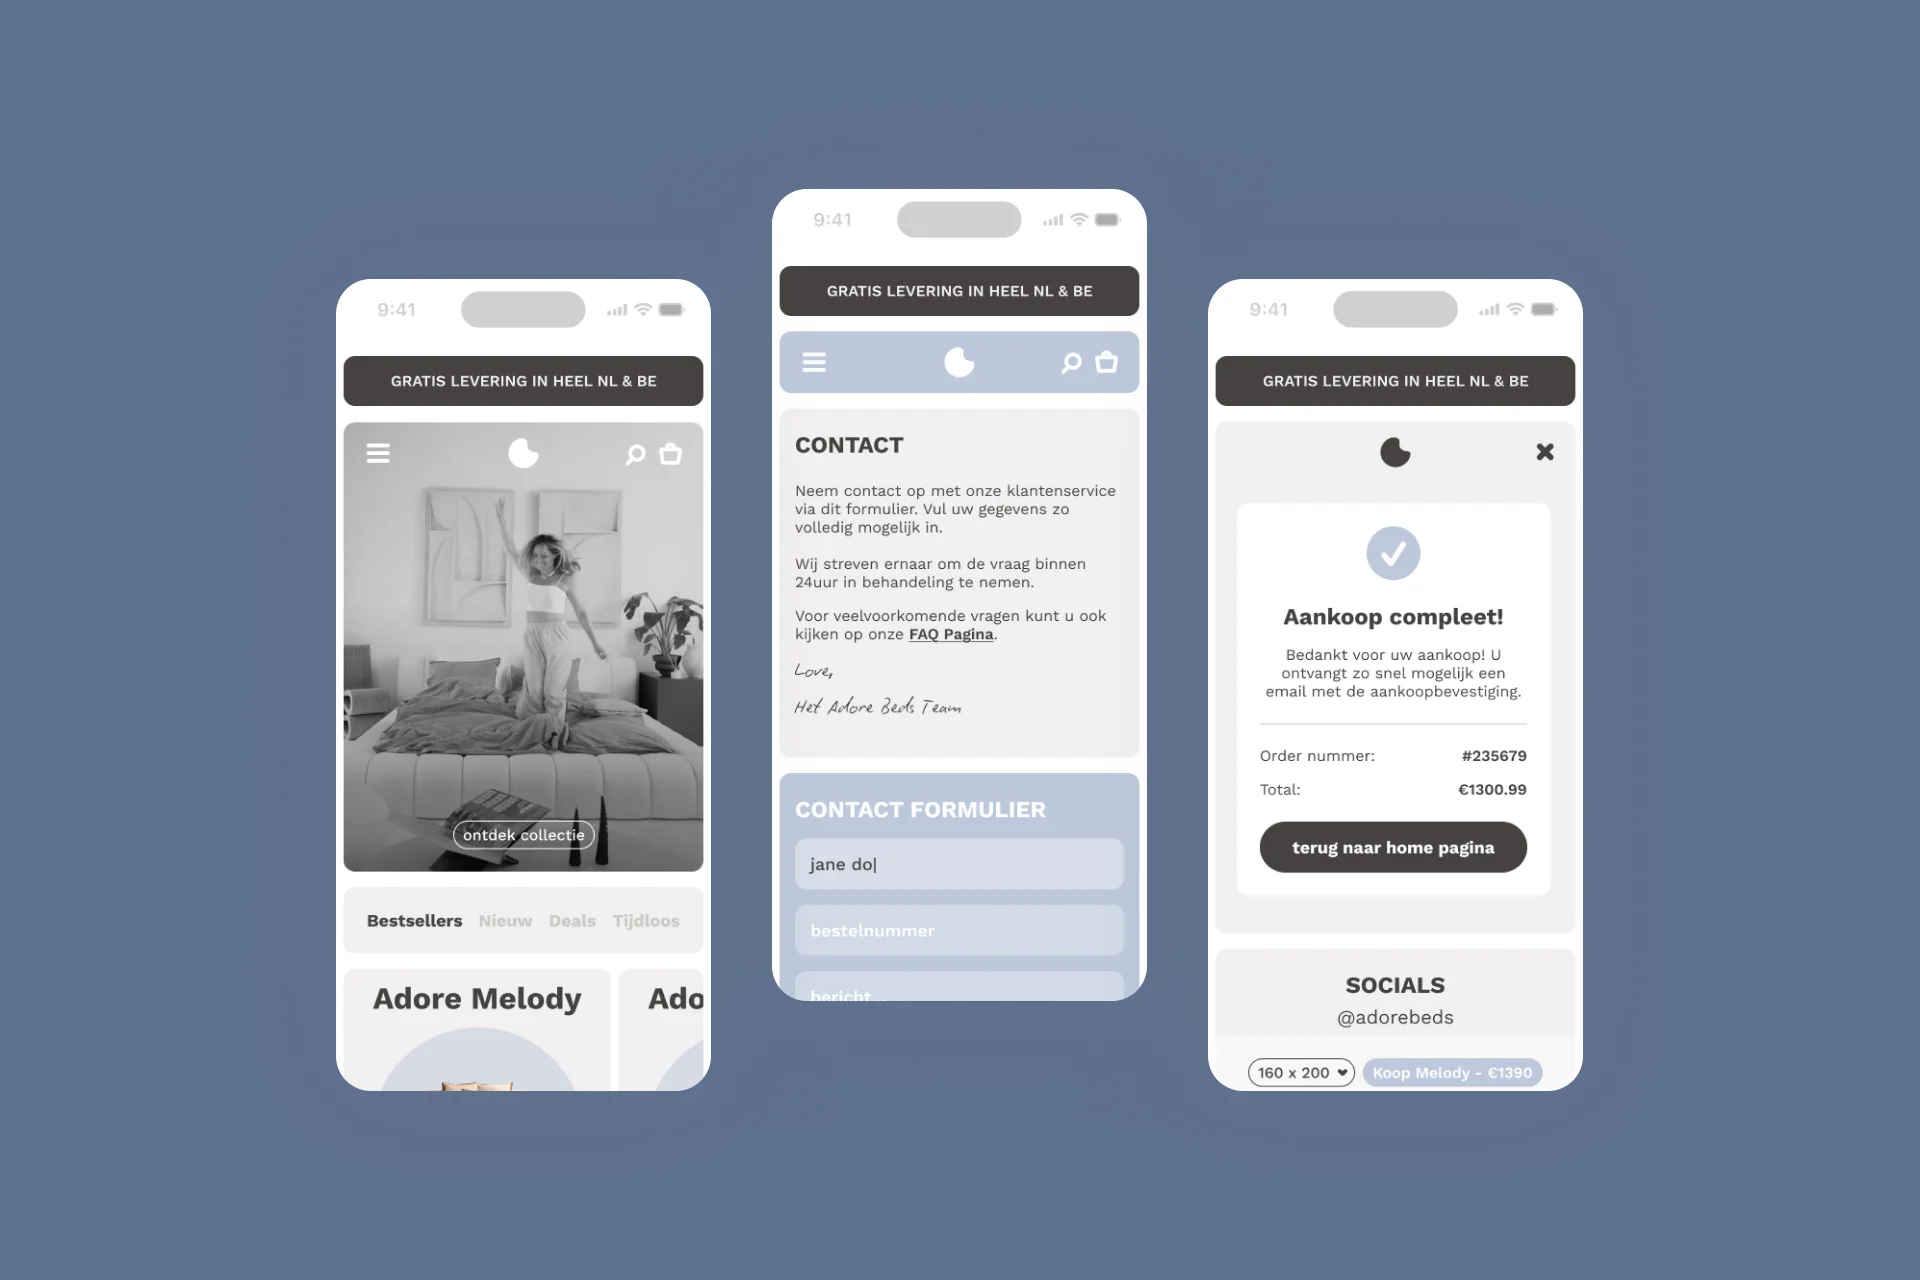 9:41
GRATIS LEVERING IN HEEL NL & BE
ontdek collectie
Bestsellers Nieuw Deals Tijdloos
Adore Melody
Ado
9:41
GRATIS LEVERING IN HEEL NL & BE
CONTACT
Neem contact op met onze klantenservice
via dit formulier. Vul uw gegevens zo
volledig mogelijk in.
Wij streven ernaar om de vraag binnen
24uur in behandeling te nemen.
Voor veelvoorkomende vragen kunt u ook
kijken op onze FAQ Pagina.
Love,
Het Adore Beds Team
CONTACT FORMULIER
jane do|
bestelnummer
bericht...
9:41
GRATIS LEVERING IN HEEL NL & BE
Aankoop compleet!
Bedankt voor uw aankoop! U
ontvangt zo snel mogelijk een
email met de aankoopbevestiging.
Order nummer: #235679
Total: €1300.99
terug naar home pagina
SOCIALS
@adorebeds
160 x 200
Koop Melody - €1390